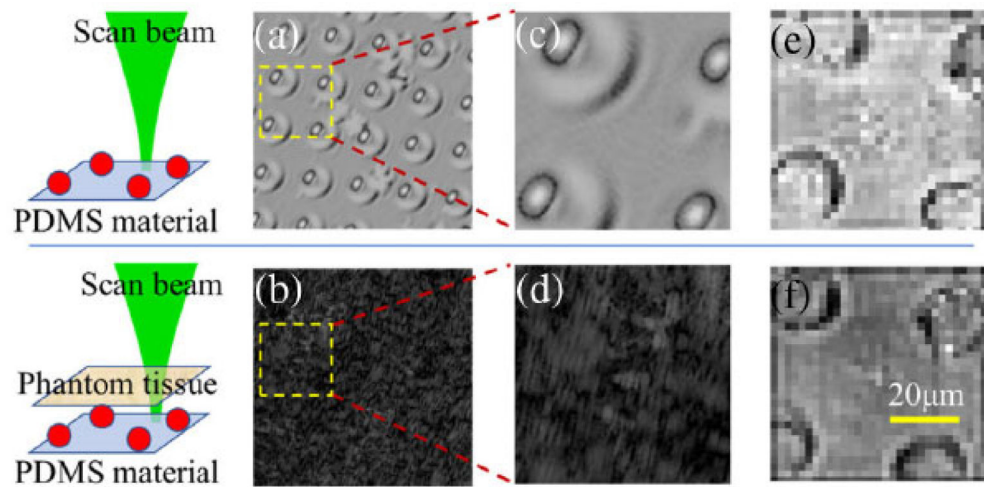 Scan beam
PDMS material
(a)
(c)
(e)
Scan beam
Phantom tissue
PDMS material
(b)
(d)
(f)
20μm